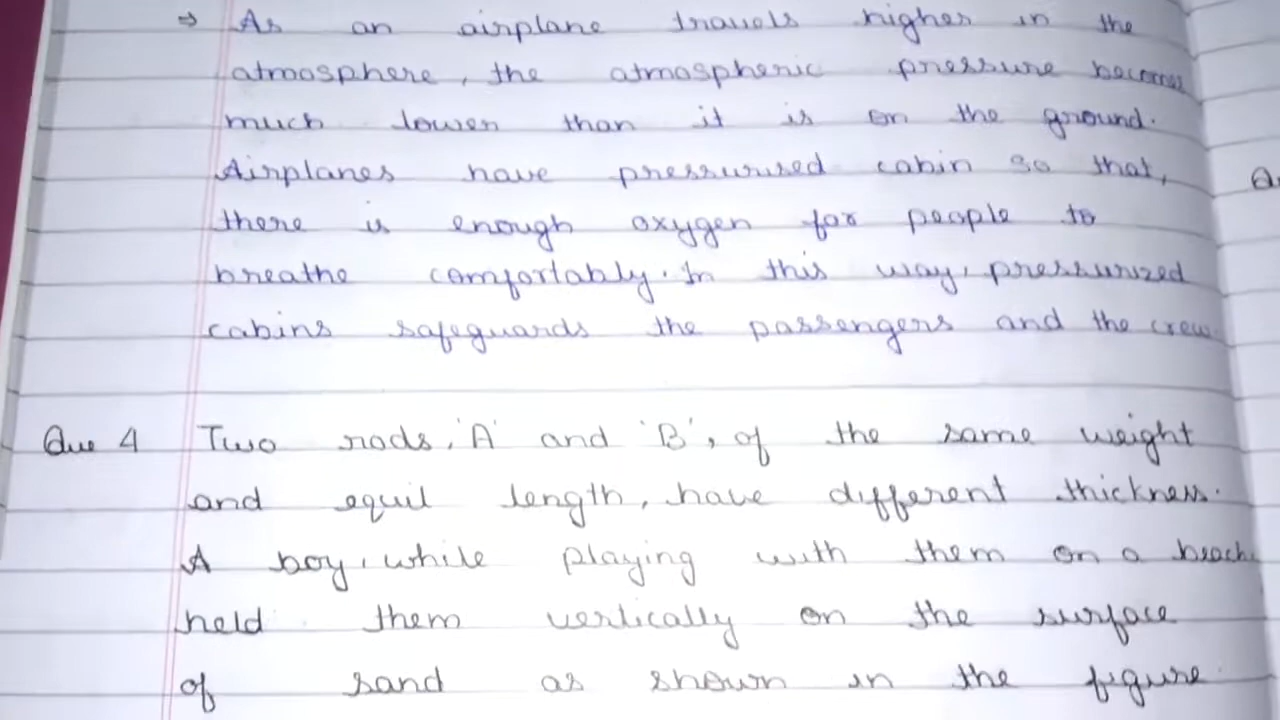 ⇒ As an airplane travels higher in the
atmosphere, the atmospheric pressure becomes
much lower than it is on the ground.
Airplanes have pressurised cabin so that,
there is enough oxygen for people to
breathe comfortably. In this way, pressurized
cabins safeguards the passengers and the crew.
Que 4 Two rods, 'A' and 'B', of the same weight
and equil length, have different thickness.
A boy, while playing with them on a beach
held them vertically on the surface
of sand as shown in the figure.